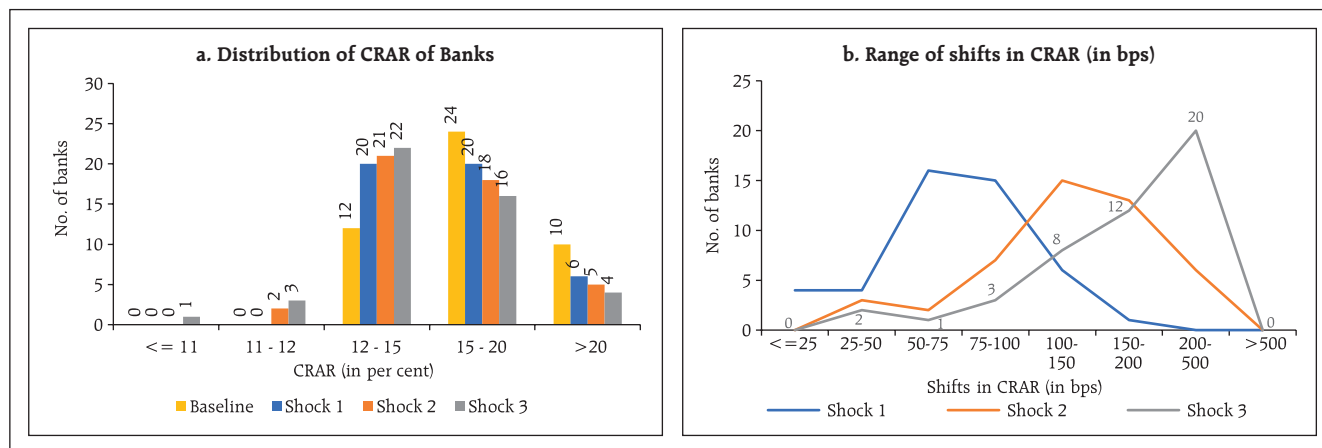 a. Distribution of CRAR of Banks
No. of banks
30
25
20
15
10
5
0
0 0 0 1
0 0 2 3
12 20 21 22
24 20 18 16
10 6 5 4
<= 11 11 - 12 12 - 15 15 - 20 >20
CRAR (in per cent)
Baseline Shock 1 Shock 2 Shock 3
b. Range of shifts in CRAR (in bps)
No. of banks
25
20
15
10
5
0
0 2 1 3 8 12 20 0
<=25 25-50 50-75 75-100 100-150 150-200 200-500 >500
Shifts in CRAR (in bps)
Shock 1 Shock 2 Shock 3